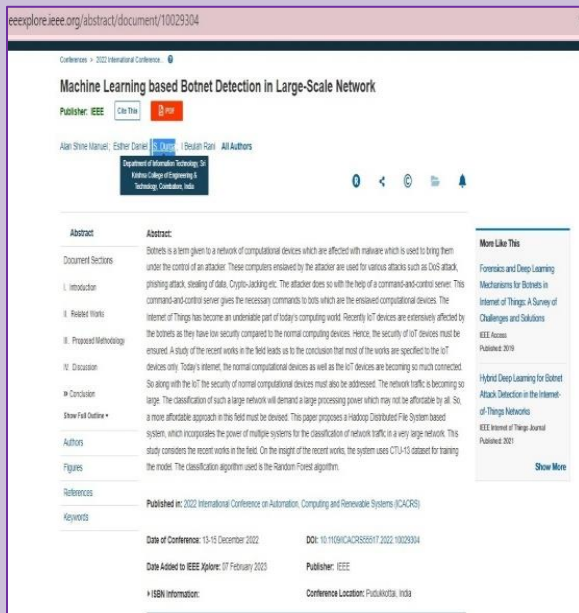 eeexplore.ieee.org/abstract/document/10029304
Conferences > 2022 International Conference...
Machine Learning based Botnet Detection in Large-Scale Network
Publisher: IEEE
Cite This
PDF
Alan Shine Manuel; Esther Daniel; S. Durga; I Beulah Rani All Authors
Department of Information Technology, Sri
Krishna College of Engineering &
Technology, Coimbatore, India
Abstract
Document Sections
I. Introduction
II. Related Works
III. Proposed Methodology
IV. Discussion
» Conclusion
Show Full Outline
Authors
Figures
References
Keywords
Abstract:
Botnets is a term given to a network of computational devices which are affected with malware which is used to bring them
under the control of an attacker. These computers enslaved by the attacker are used for various attacks such as DoS attack,
phishing attack, stealing of data, Crypto-Jacking etc. The attacker does so with the help of a command-and-control server. This
command-and-control server gives the necessary commands to bots which are the enslaved computational devices. The
Internet of Things has become an undeniable part of today's computing world. Recently IoT devices are extensively affected by
the botnets as they have low security compared to the normal computing devices. Hence, the security of IoT devices must be
ensured. A study of the recent works in the field leads us to the conclusion that most of the works are specified to the IoT
devices only. Today's internet, the normal computational devices as well as the IoT devices are becoming so much connected.
So along with the IoT the security of normal computational devices must also be addressed. The network traffic is becoming so
large. The classification of such a large network will demand a large processing power which may not be affordable by all. So,
a more affordable approach in this field must be devised. This paper proposes a Hadoop Distributed File System based
system, which incorporates the power of multiple systems for the classification of network traffic in a very large network. This
study considers the recent works in the field. On the insight of the recent works, the system uses CTU-13 dataset for training
the model. The classification algorithm used is the Random Forest algorithm.
Published in: 2022 International Conference on Automation, Computing and Renewable Systems (ICACRS)
Date of Conference: 13-15 December 2022
DOI: 10.1109/ICACRS55517.2022.10029304
Date Added to IEEE Xplore: 07 February 2023
Publisher: IEEE
ISBN Information:
Conference Location: Pudukkottai, India
More Like This
Forensics and Deep Learning
Mechanisms for Botnets in
Internet of Things: A Survey of
Challenges and Solutions
IEEE Access
Published: 2019
Hybrid Deep Learning for Botnet
Attack Detection in the Internet-
of-Things Networks
IEEE Internet of Things Journal
Published: 2021
Show More